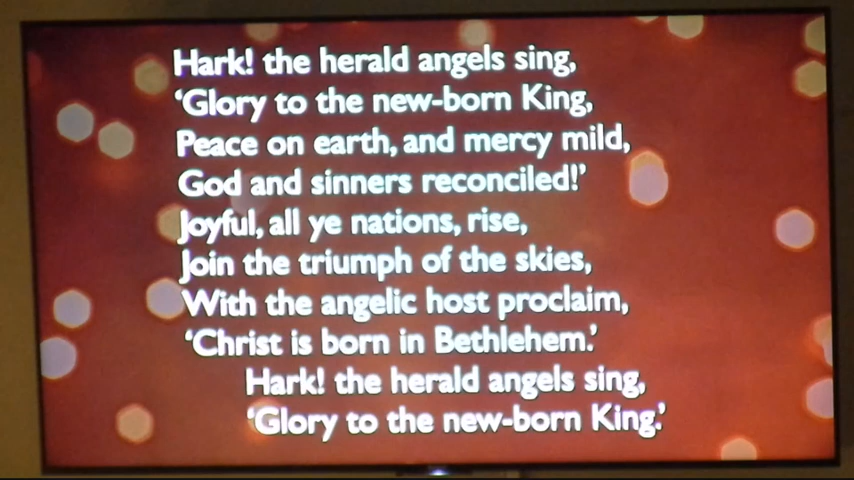 Hark! the herald angels sing,
‘Glory to the new-born King,
Peace on earth, and mercy mild,
God and sinners reconciled!’
Joyful, all ye nations, rise,
Join the triumph of the skies,
With the angelic host proclaim,
‘Christ is born in Bethlehem.’
Hark! the herald angels sing,
‘Glory to the new-born King.’